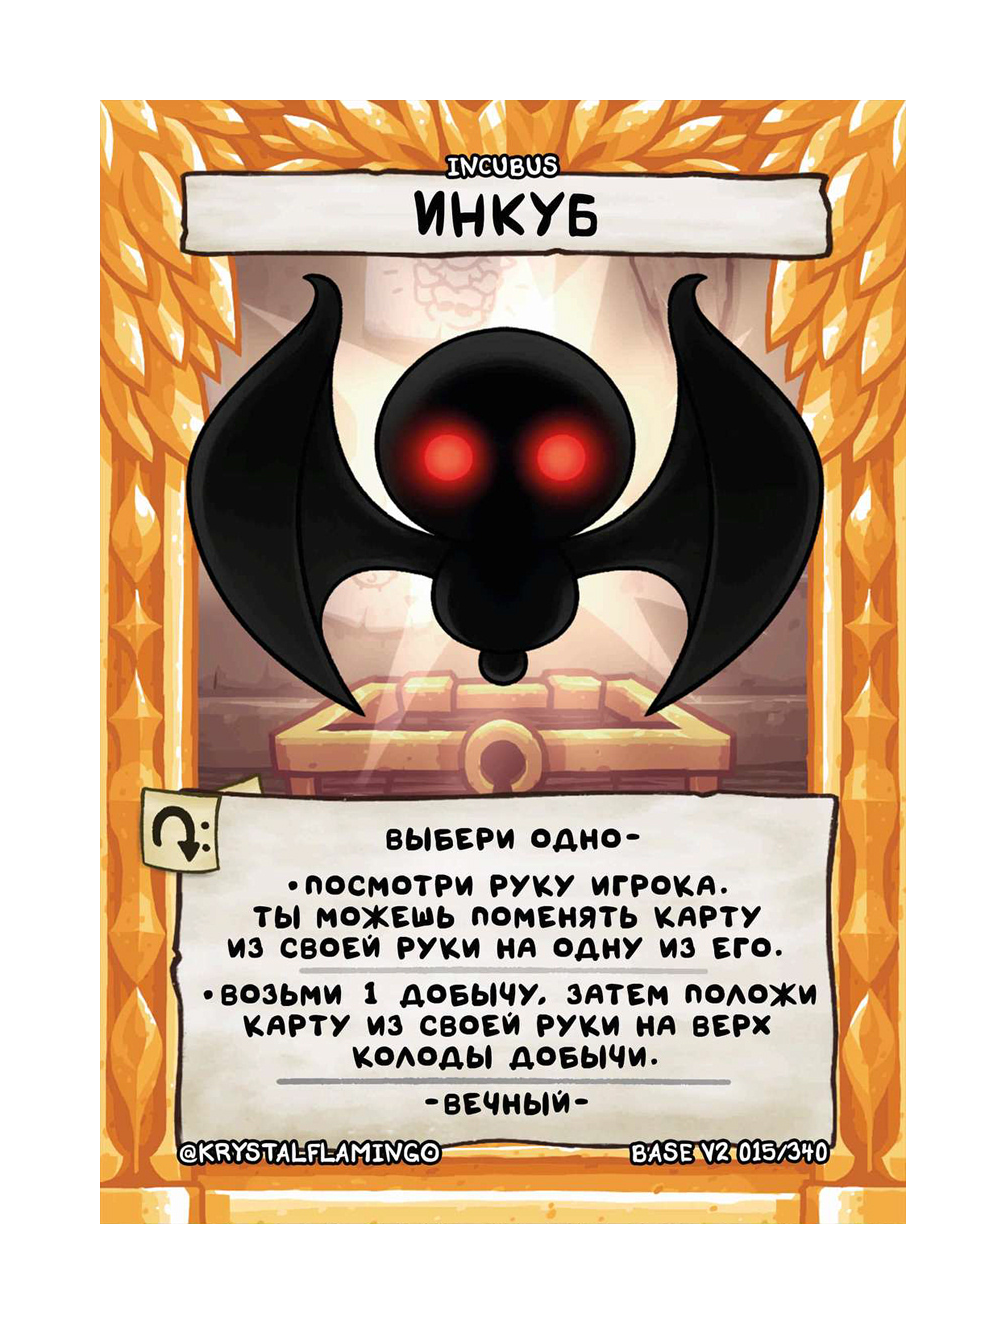 INCUBUS
ИНКУБ
ВЫБЕРИ ОДНО-
•ПОСМОТРИ РУКУ ИГРОКА.
ТЫ МОЖЕШЬ ПОМЕНЯТЬ КАРТУ
ИЗ СВОЕЙ РУКИ НА ОДНУ ИЗ ЕГО.
•ВОЗЬМИ 1 ДОБЫЧУ. ЗАТЕМ ПОЛОЖИ
КАРТУ ИЗ СВОЕЙ РУКИ НА ВЕРХ
КОЛОДЫ ДОБЫЧИ.
-ВЕЧНЫЙ-
@KRYSTALFLAMINGO
BASE V2 015/340